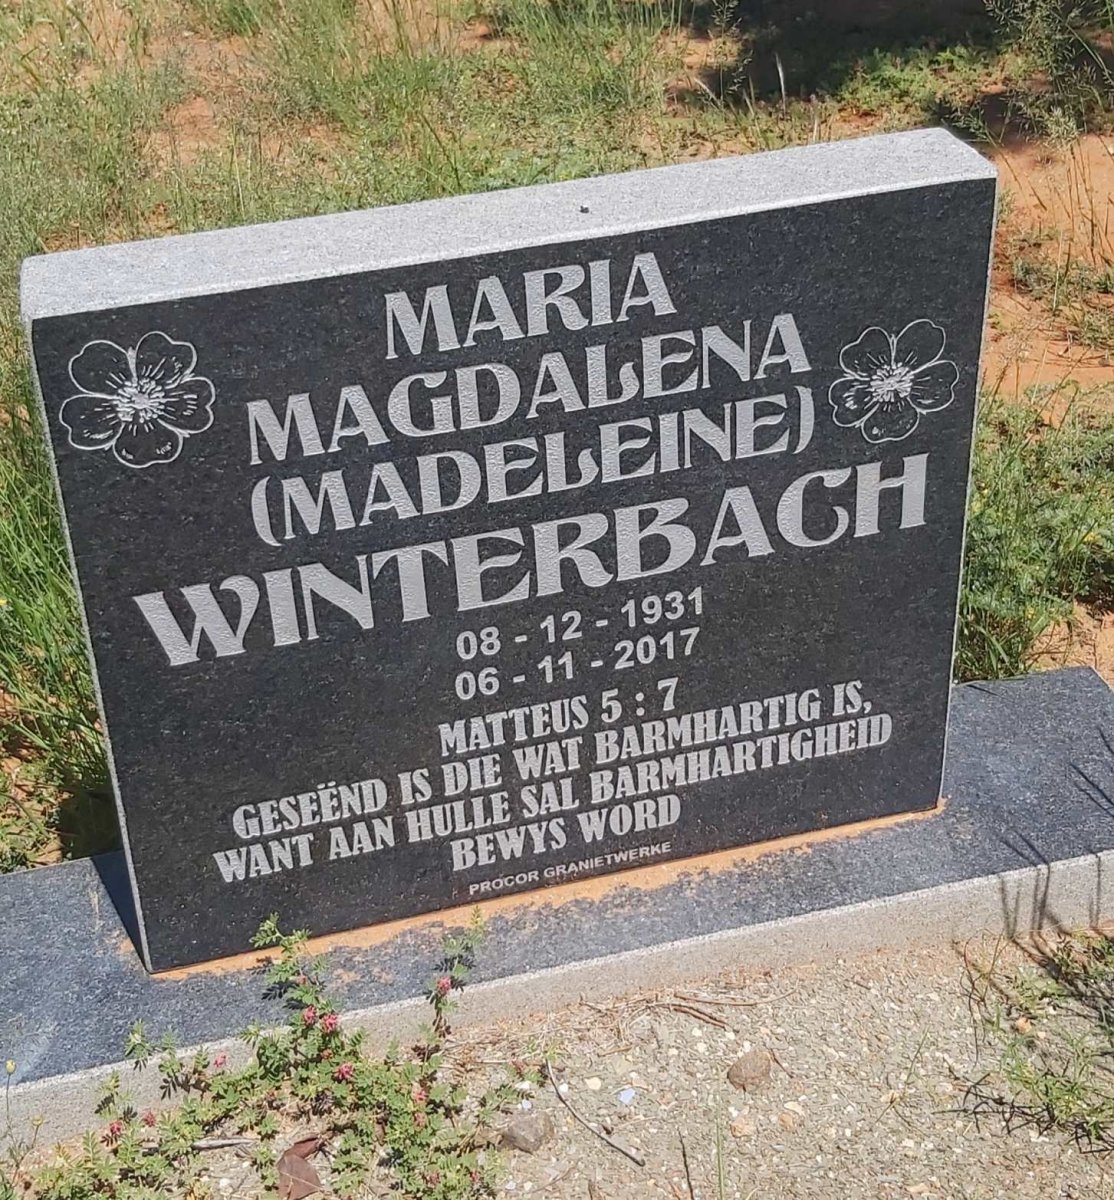 MARIA
MAGDALENA
(MADELEINE)
WINTERBACH
08 - 12 - 1931
06 - 11 - 2017
MATTEUS 5 : 7
GESEËND IS DIE WAT BARMHARTIG IS,
WANT AAN HULLE SAL BARMHARTIGHEID
BEWYS WORD
PROCOR GRANIETWERKE